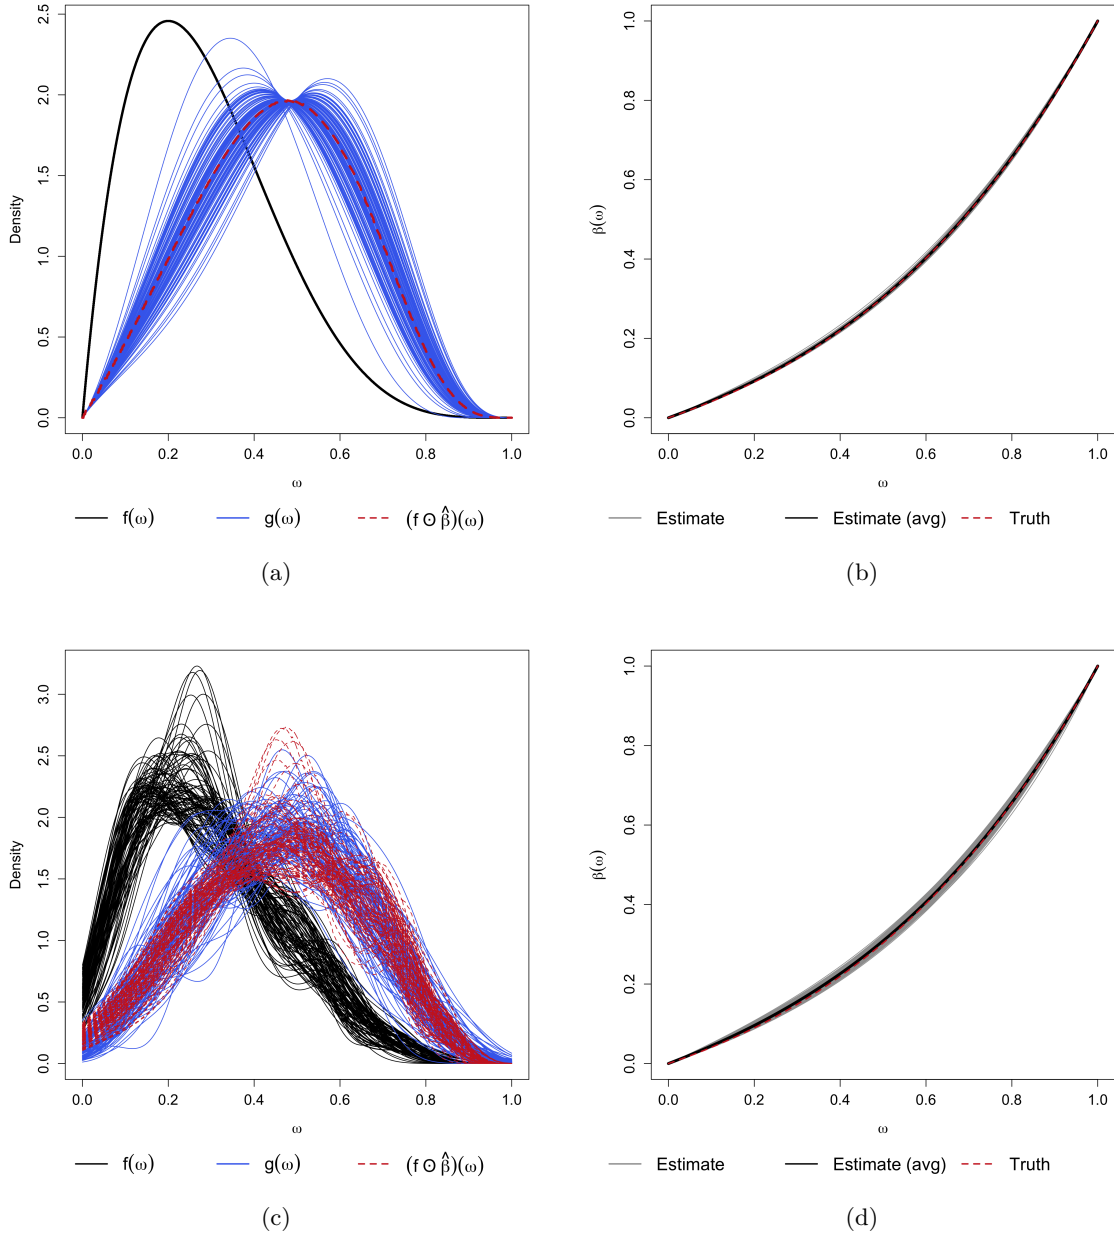 2.5
2.0
1.5
1.0
0.5
0.0
Density
0.0 0.2 0.4 0.6 0.8 1.0
ω
f(ω) g(ω) (f ⊙ β̂)(ω)
(a)
1.0
0.8
0.6
0.4
0.2
0.0
β(ω)
0.0 0.2 0.4 0.6 0.8 1.0
ω
Estimate Estimate (avg) Truth
(b)
3.0
2.5
2.0
1.5
1.0
0.5
0.0
Density
0.0 0.2 0.4 0.6 0.8 1.0
ω
f(ω) g(ω) (f ⊙ β̂)(ω)
(c)
1.0
0.8
0.6
0.4
0.2
0.0
β(ω)
0.0 0.2 0.4 0.6 0.8 1.0
ω
Estimate Estimate (avg) Truth
(d)